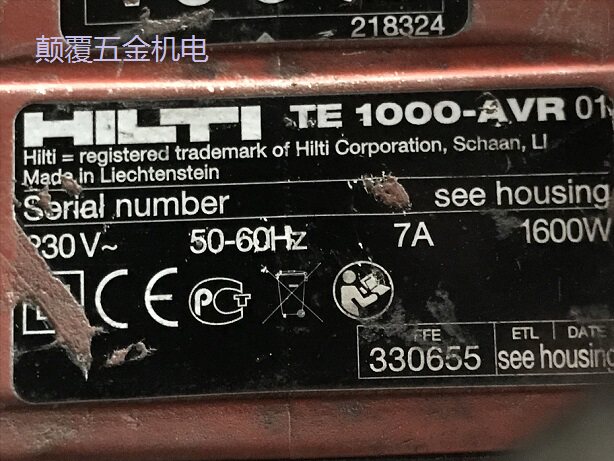 218324
颠覆五金机电
HILTI TE 1000-AVR 01
Hilti = registered trademark of Hilti Corporation, Schaan, LI
Made in Liechtenstein
Serial number see housing
230V~ 50-60Hz 7A 1600W
CE РСТ
ETL DATE
330655 see housing